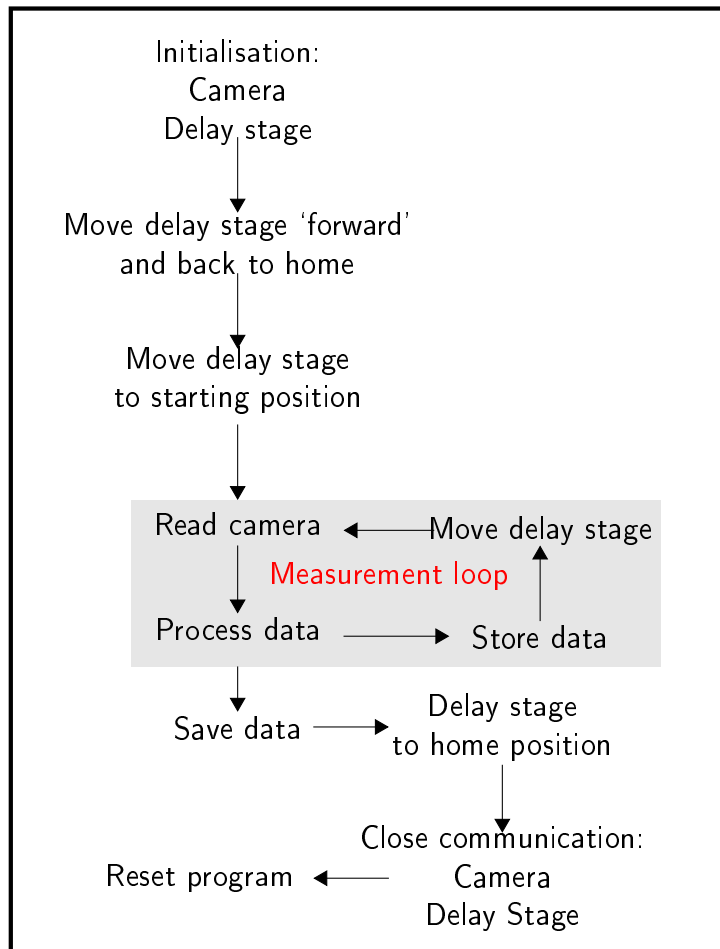 Initialisation:
Camera
Delay stage
Move delay stage ‘forward’
and back to home
Move delay stage
to starting position
Read camera
Move delay stage
Measurement loop
Process data
Store data
Save data
Delay stage
to home position
Close communication:
Camera
Delay Stage
Reset program